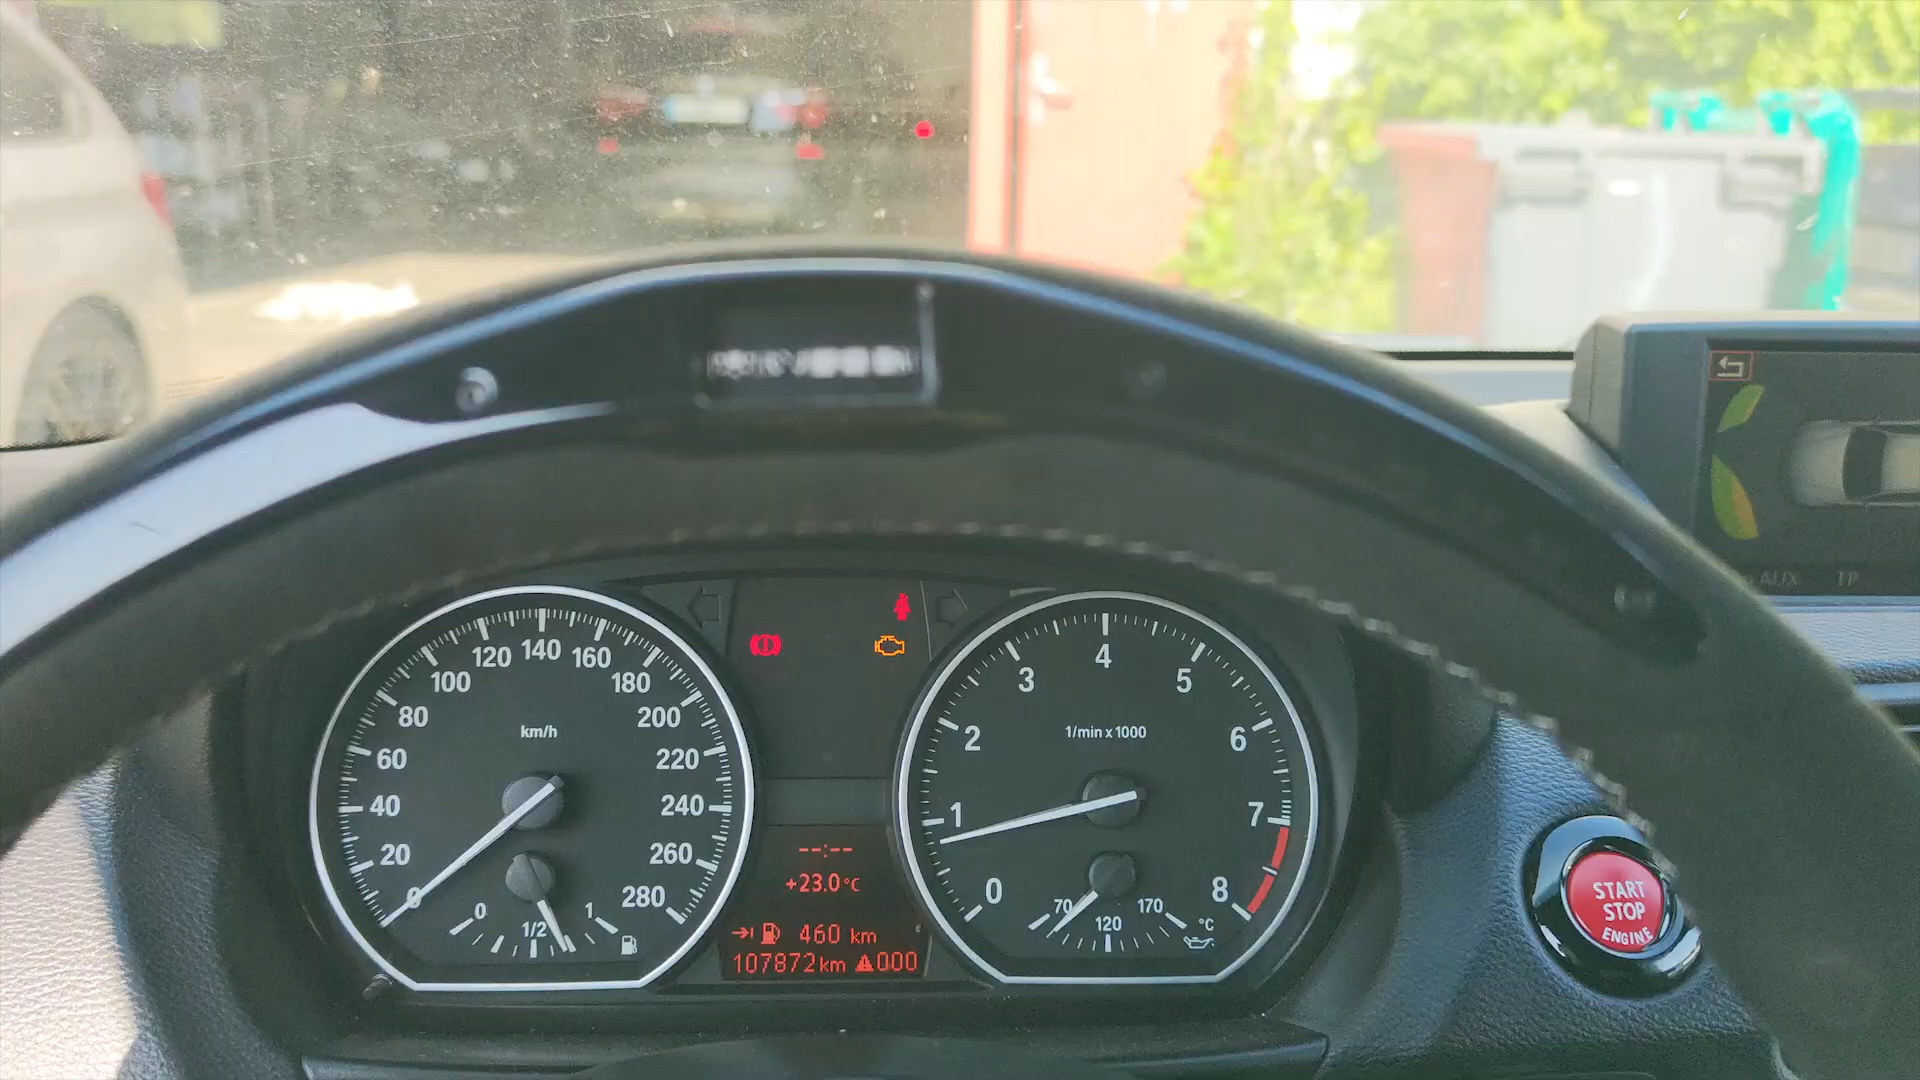 0
20
40
60
80
100
120
140
160
180
200
220
240
260
280
km/h
0
1/2
1
--:--
+23.0°C
460 km
107872km 000
0
1
2
3
4
5
6
7
8
1/min x 1000
70
120
170
°C
START
STOP
ENGINE
AUX
TP